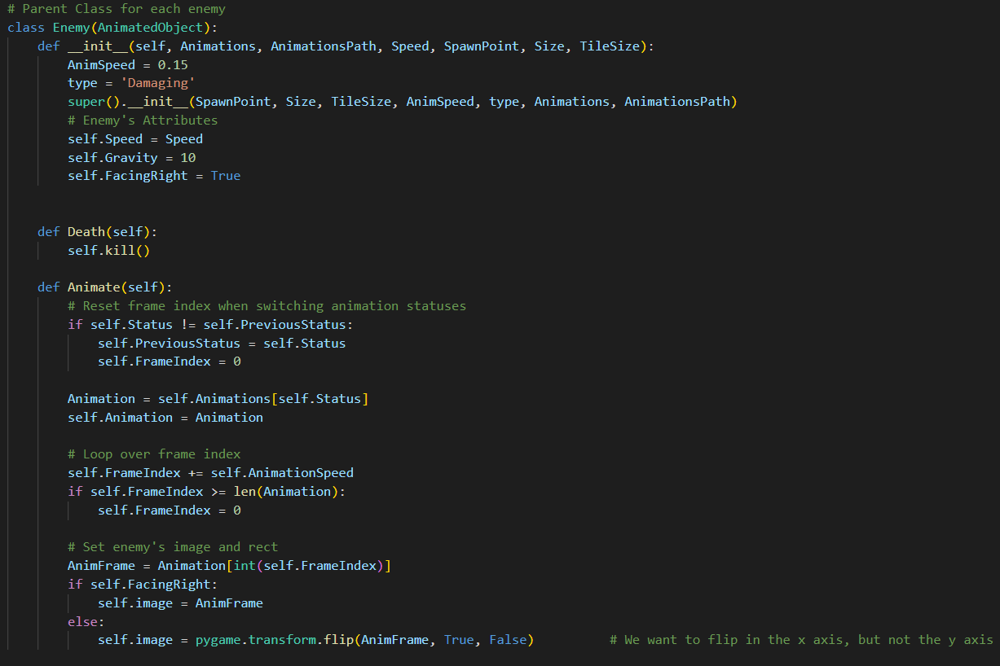 # Parent Class for each enemy
class Enemy(AnimatedObject):
    def __init__(self, Animations, AnimationsPath, Speed, SpawnPoint, Size, TileSize):
        AnimSpeed = 0.15
        type = 'Damaging'
        super().__init__(SpawnPoint, Size, TileSize, AnimSpeed, type, Animations, AnimationsPath)
        # Enemy's Attributes
        self.Speed = Speed
        self.Gravity = 10
        self.FacingRight = True


    def Death(self):
        self.kill()

    def Animate(self):
        # Reset frame index when switching animation statuses
        if self.Status != self.PreviousStatus:
            self.PreviousStatus = self.Status
            self.FrameIndex = 0

        Animation = self.Animations[self.Status]
        self.Animation = Animation

        # Loop over frame index
        self.FrameIndex += self.AnimationSpeed
        if self.FrameIndex >= len(Animation):
            self.FrameIndex = 0

        # Set enemy's image and rect
        AnimFrame = Animation[int(self.FrameIndex)]
        if self.FacingRight:
            self.image = AnimFrame
        else:
            self.image = pygame.transform.flip(AnimFrame, True, False)          # We want to flip in the x axis, but not the y axis